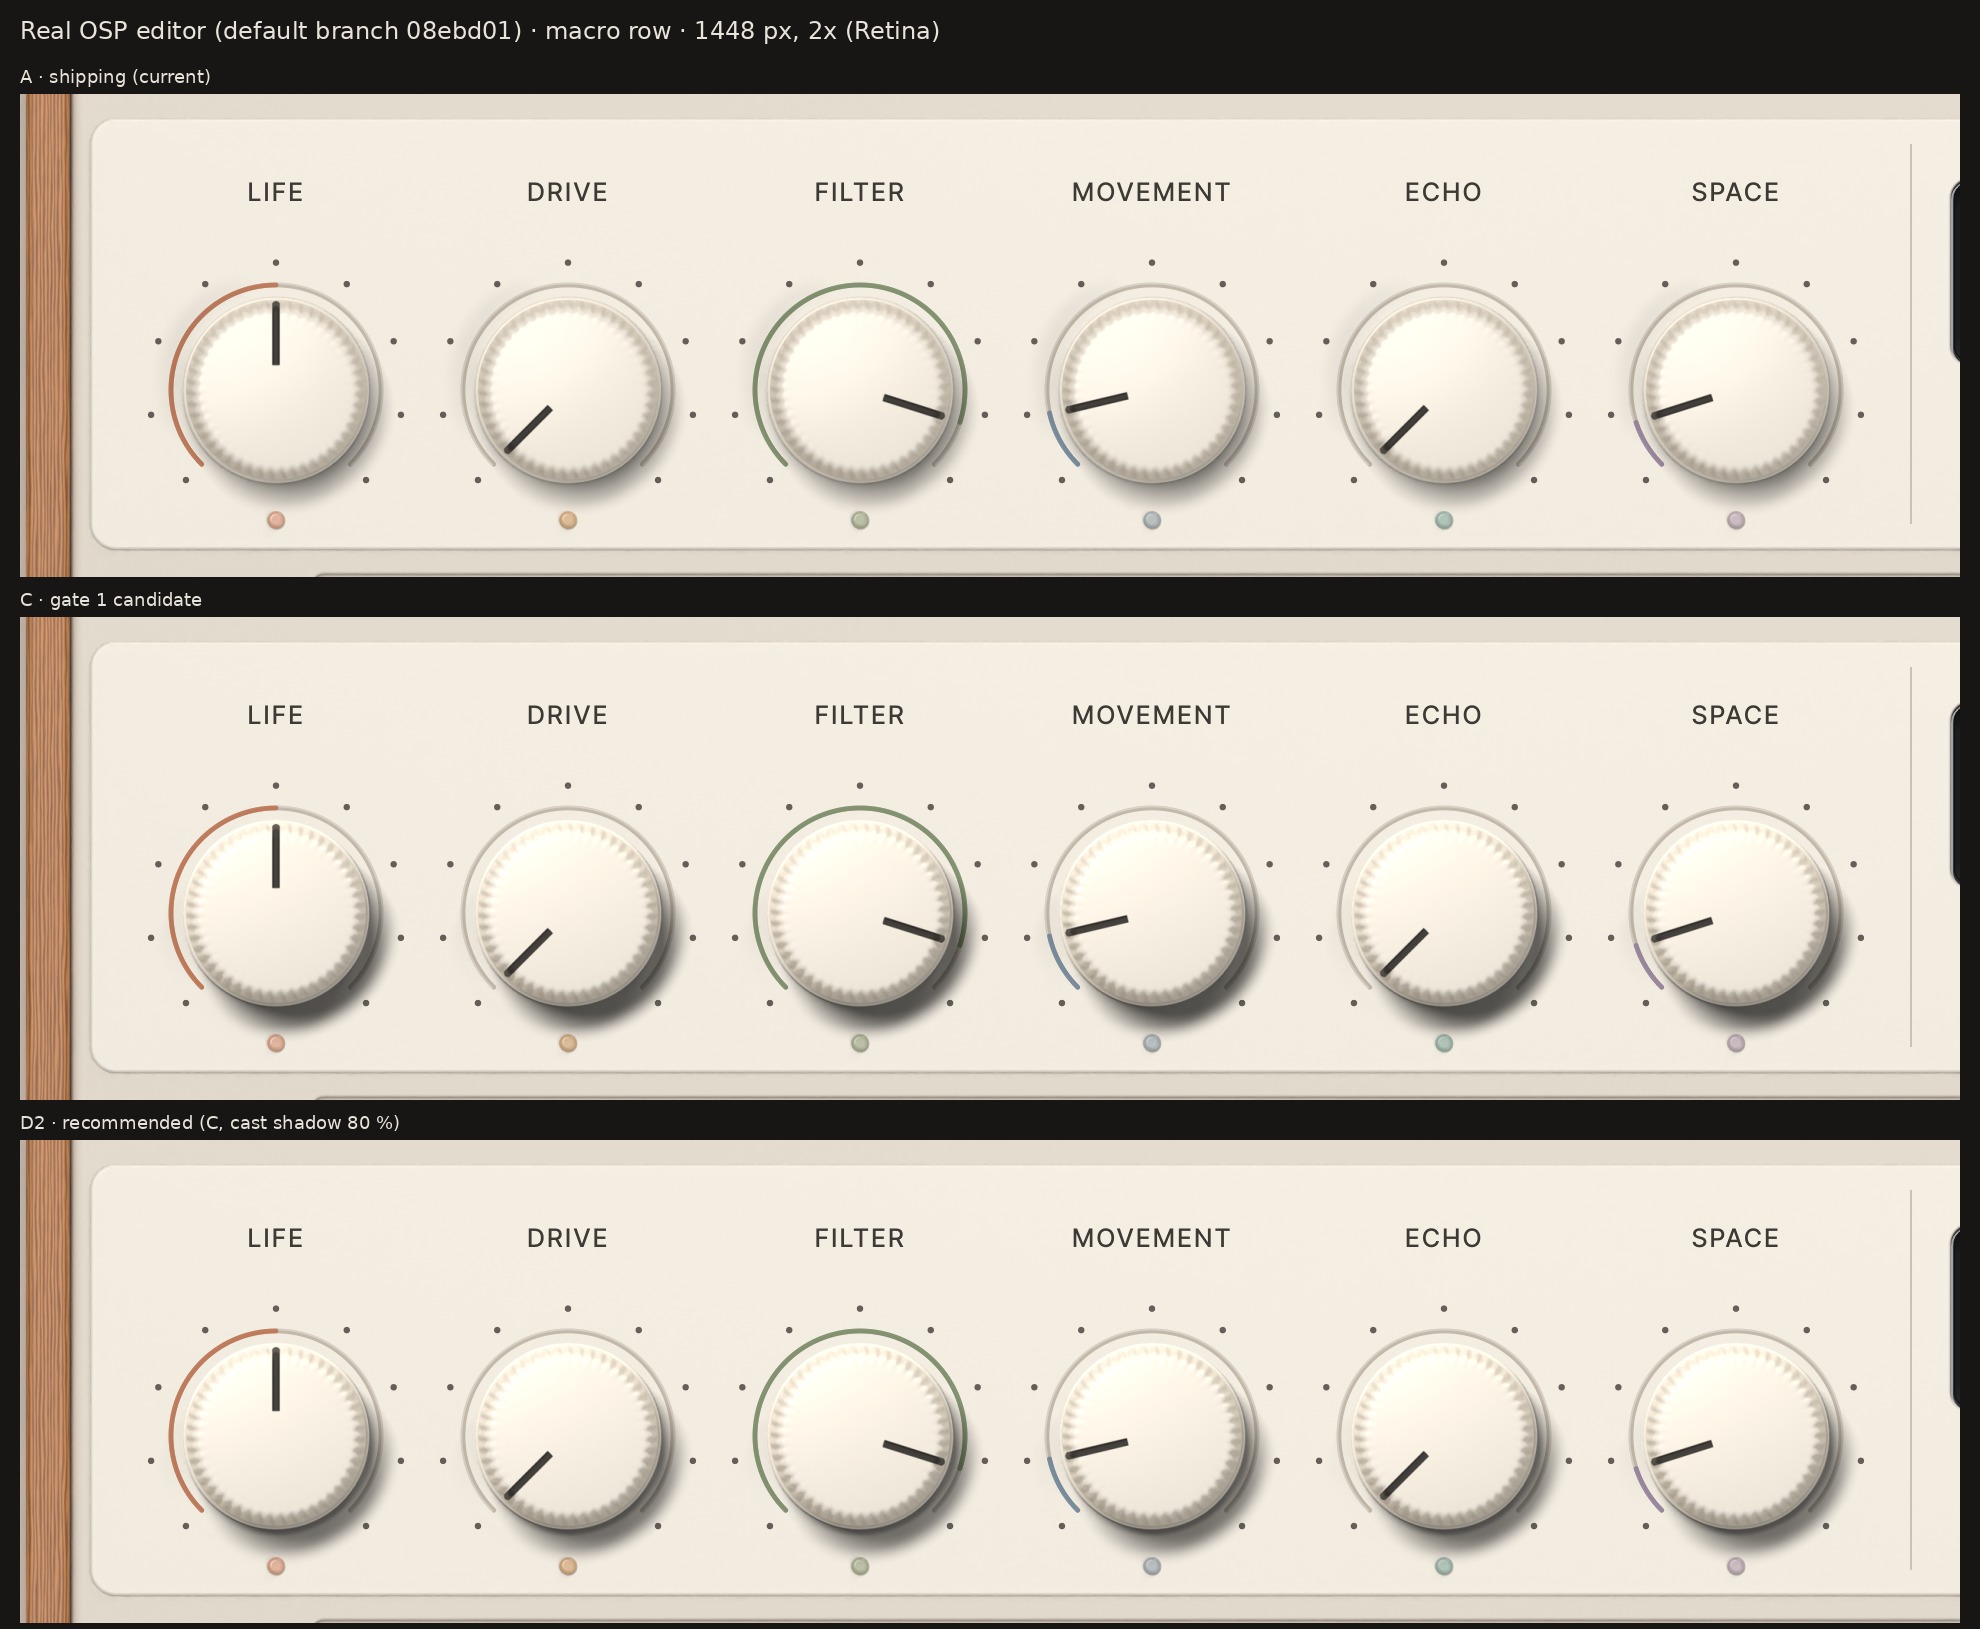 Real OSP editor (default branch 08ebd01) · macro row · 1448 px, 2x (Retina)
A · shipping (current)
LIFE DRIVE FILTER MOVEMENT ECHO SPACE
C · gate 1 candidate
LIFE DRIVE FILTER MOVEMENT ECHO SPACE
D2 · recommended (C, cast shadow 80 %)
LIFE DRIVE FILTER MOVEMENT ECHO SPACE